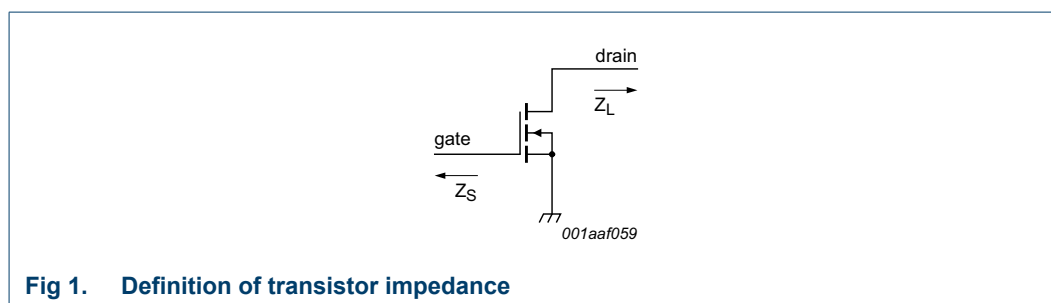 drain
Z_L
gate
Z_S
001aaf059
Fig 1. Definition of transistor impedance